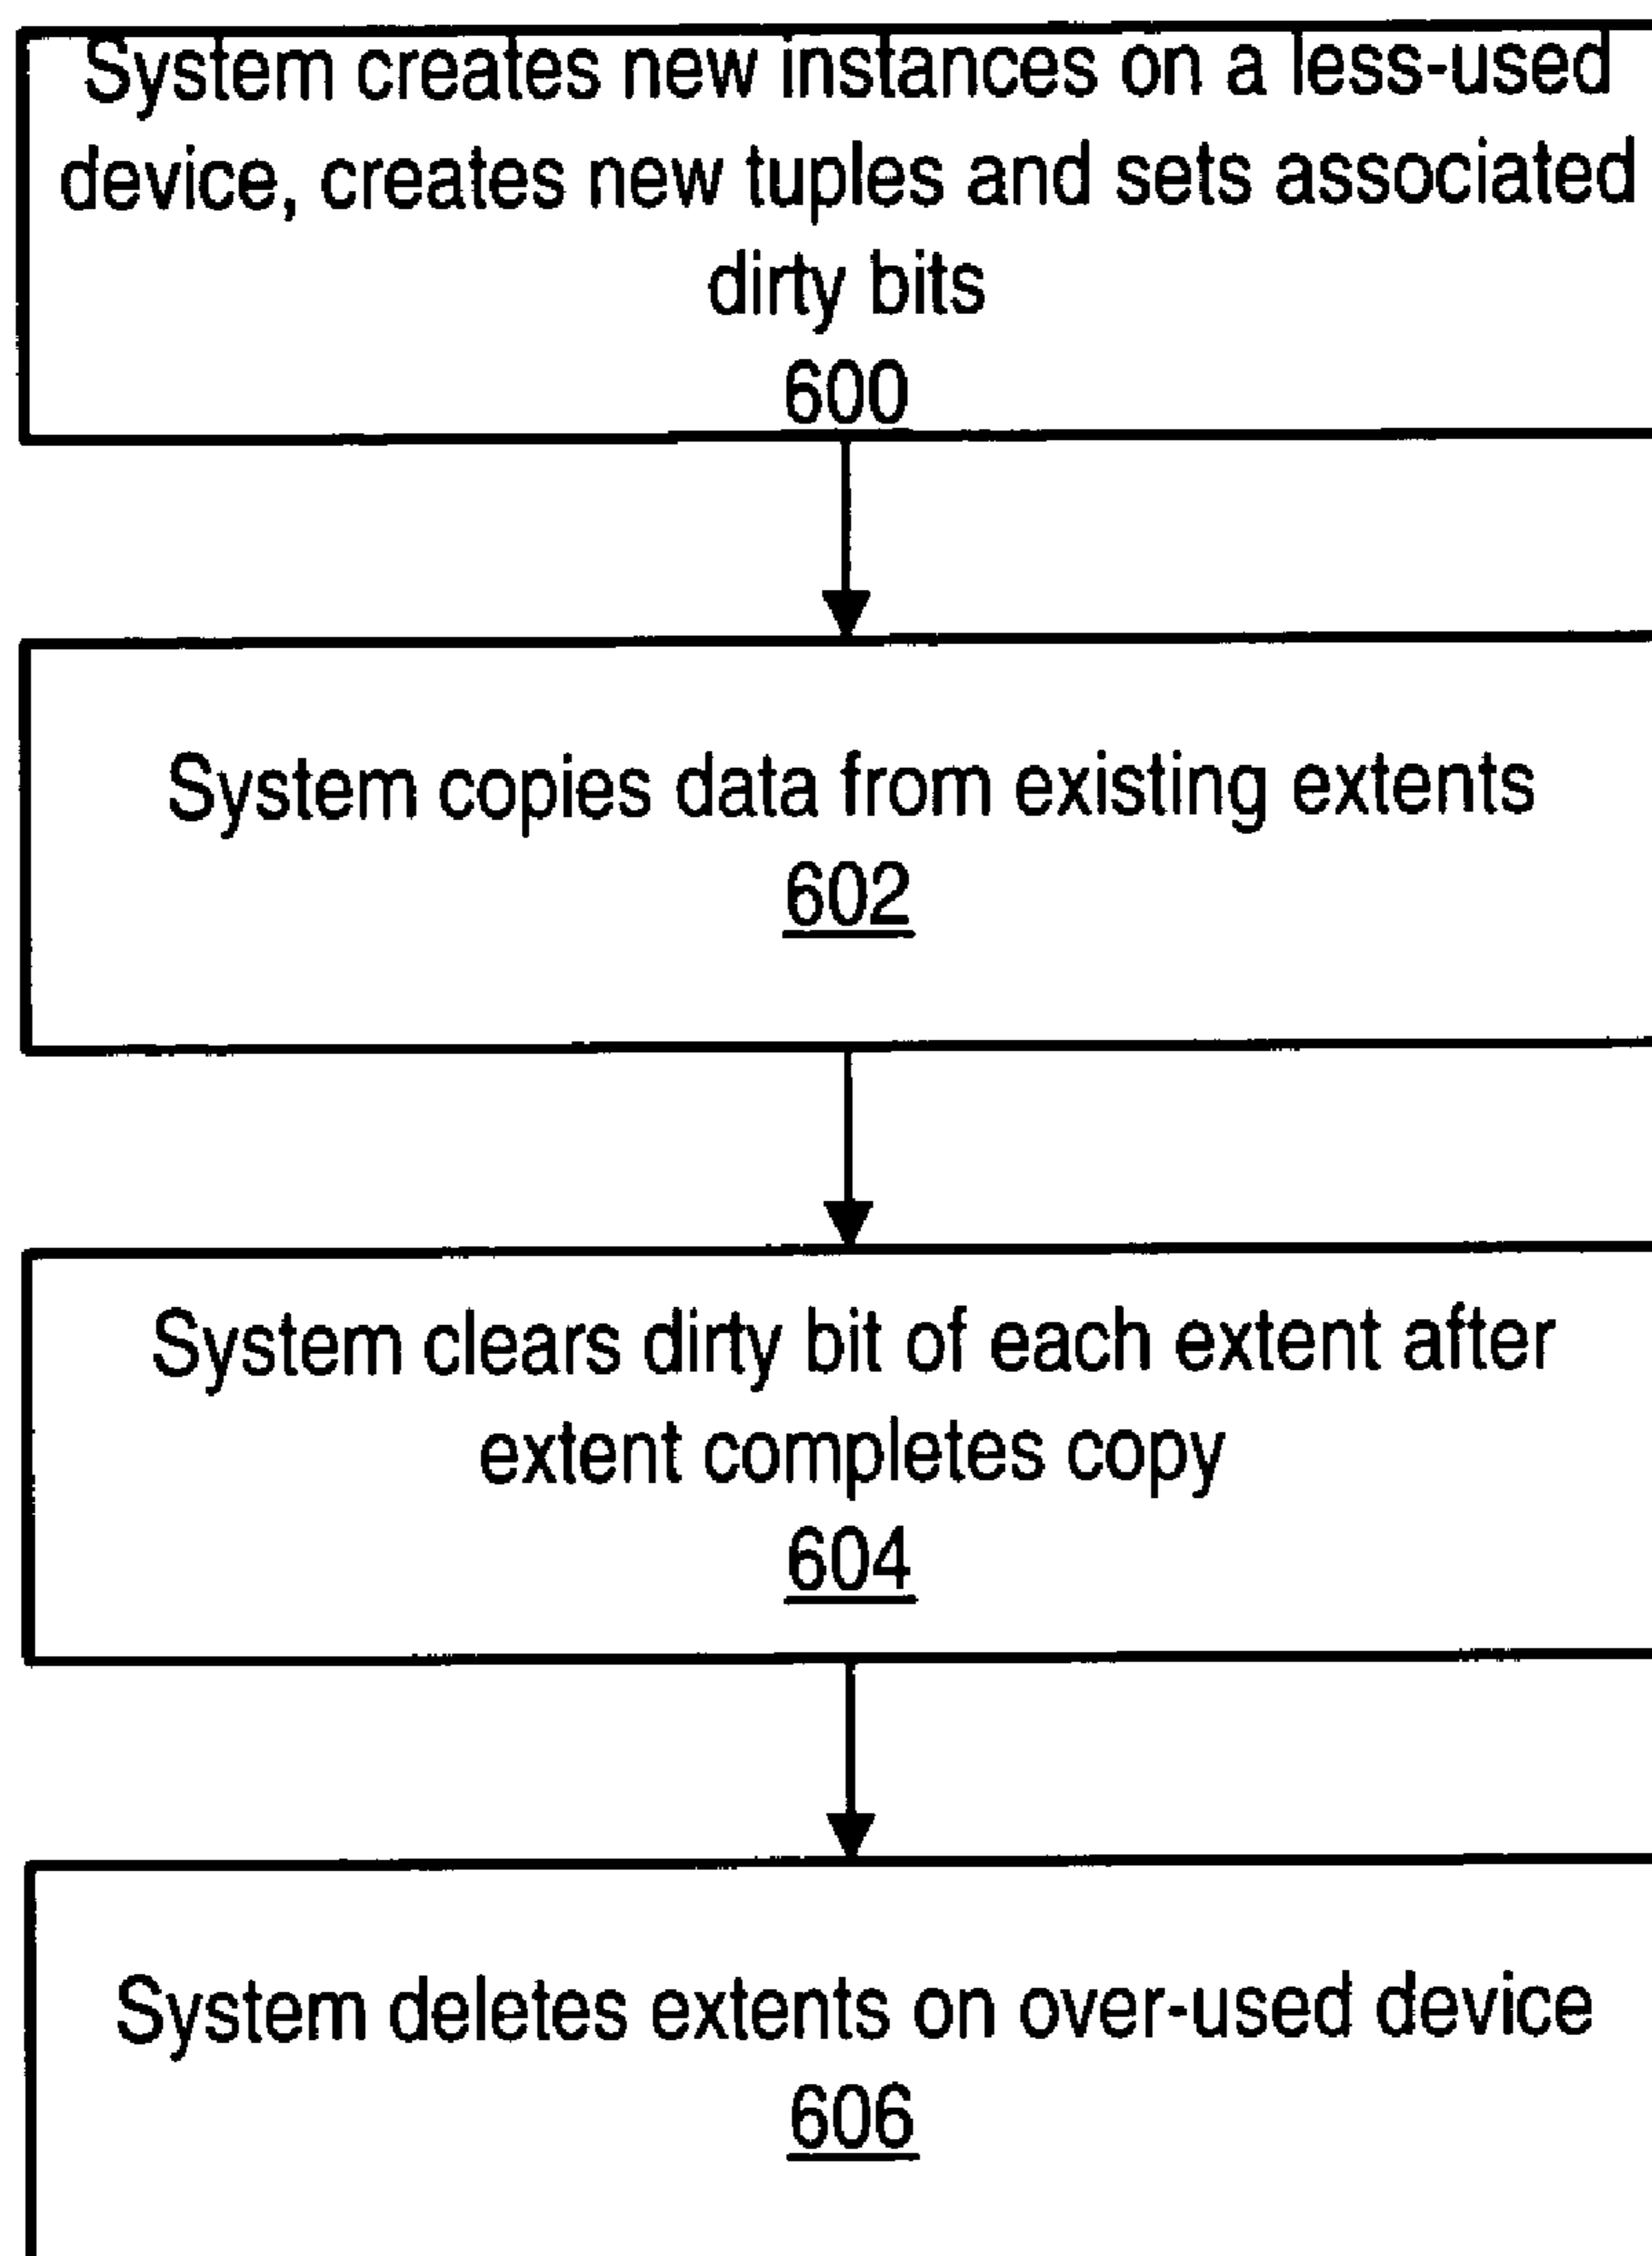 System creates new instances on a less-used
device, creates new tuples and sets associated
dirty bits
600
System copies data from existing extents
602
System clears dirty bit of each extent after
extent completes copy
604
System deletes extents on over-used device
606